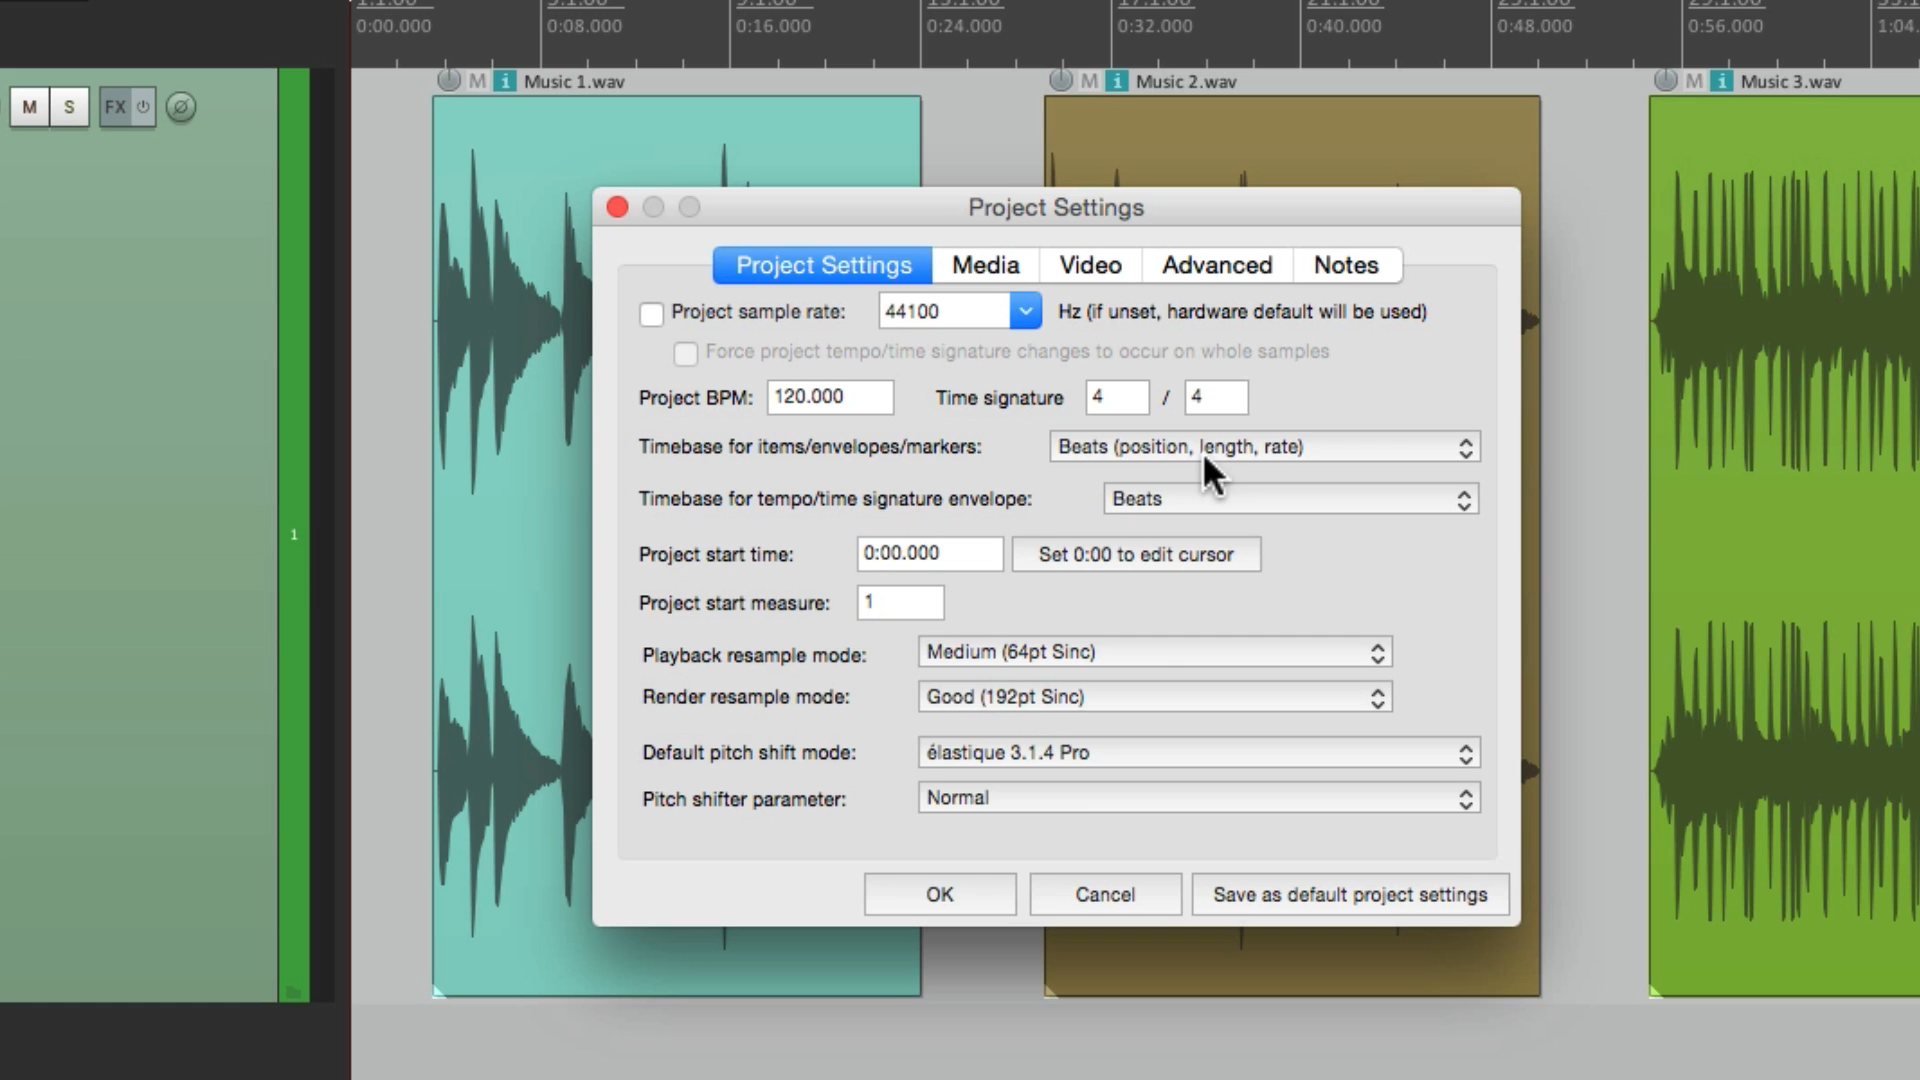 0:00.000 0:08.000 0:16.000 0:24.000 0:32.000 0:40.000 0:48.000 0:56.000 1:04.
M i Music 1.wav M i Music 2.wav M i Music 3.wav
M S FX
1
Project Settings
Project Settings Media Video Advanced Notes
Project sample rate: 44100 Hz (if unset, hardware default will be used)
Force project tempo/time signature changes to occur on whole samples
Project BPM: 120.000 Time signature 4 / 4
Timebase for items/envelopes/markers: Beats (position, length, rate)
Timebase for tempo/time signature envelope: Beats
Project start time: 0:00.000 Set 0:00 to edit cursor
Project start measure: 1
Playback resample mode: Medium (64pt Sinc)
Render resample mode: Good (192pt Sinc)
Default pitch shift mode: élastique 3.1.4 Pro
Pitch shifter parameter: Normal
OK Cancel Save as default project settings